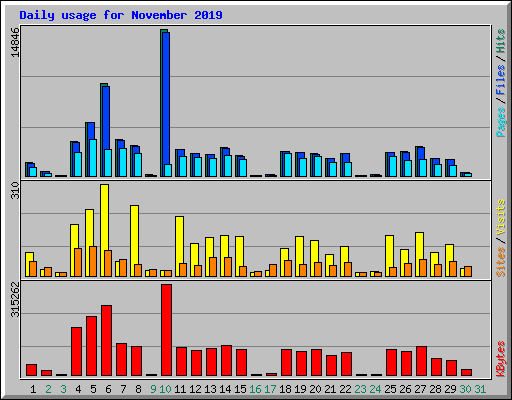 Daily usage for November 2019
14846
310
315262
Pages / Files / Hits
Sites / Visits
KBytes
1 2 3 4 5 6 7 8 9 10 11 12 13 14 15 16 17 18 19 20 21 22 23 24 25 26 27 28 29 30 31